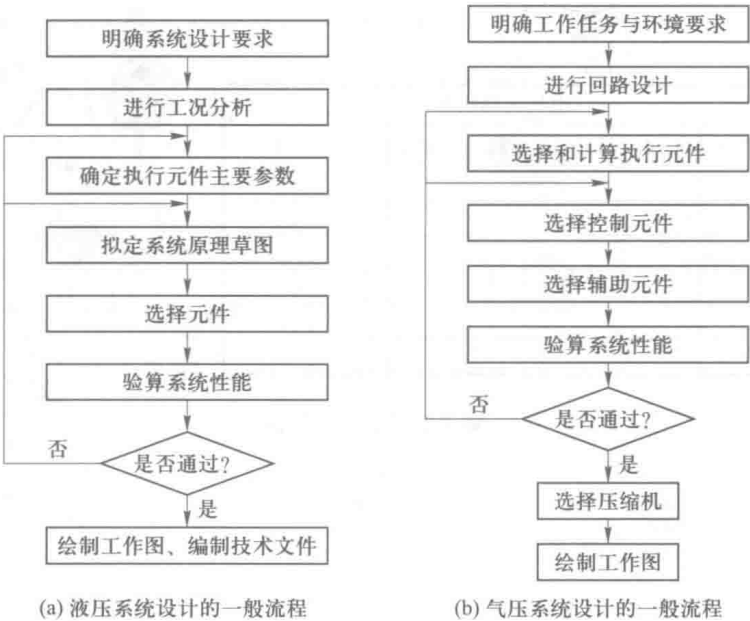 明确系统设计要求
进行工况分析
确定执行元件主要参数
拟定系统原理草图
选择元件
验算系统性能
否
是否通过?
是
绘制工作图、编制技术文件
(a) 液压系统设计的一般流程
明确工作任务与环境要求
进行回路设计
选择和计算执行元件
选择控制元件
选择辅助元件
验算系统性能
否
是否通过?
是
选择压缩机
绘制工作图
(b) 气压系统设计的一般流程